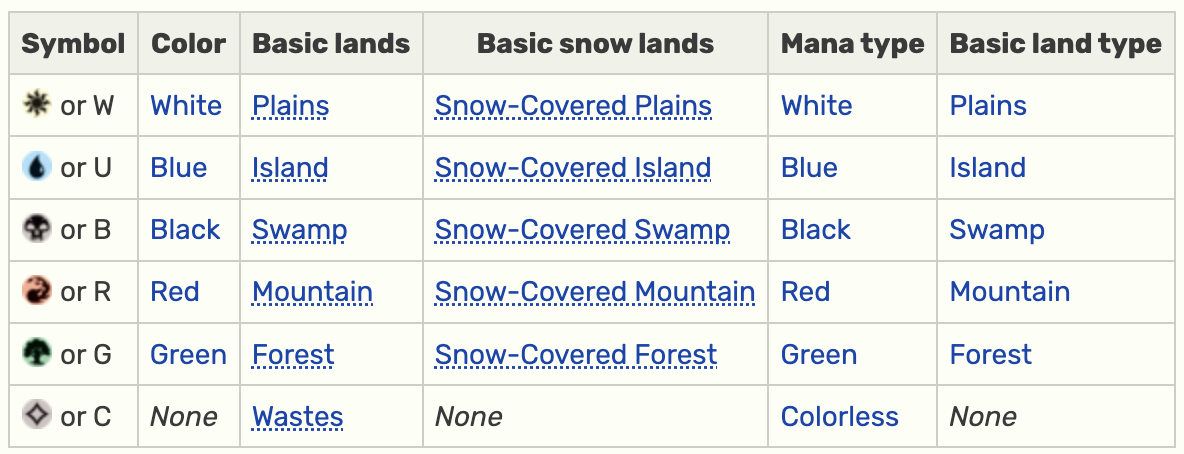 Symbol Color Basic lands Basic snow lands Mana type Basic land type
or W White Plains Snow-Covered Plains White Plains
or U Blue Island Snow-Covered Island Blue Island
or B Black Swamp Snow-Covered Swamp Black Swamp
or R Red Mountain Snow-Covered Mountain Red Mountain
or G Green Forest Snow-Covered Forest Green Forest
or C None Wastes None Colorless None